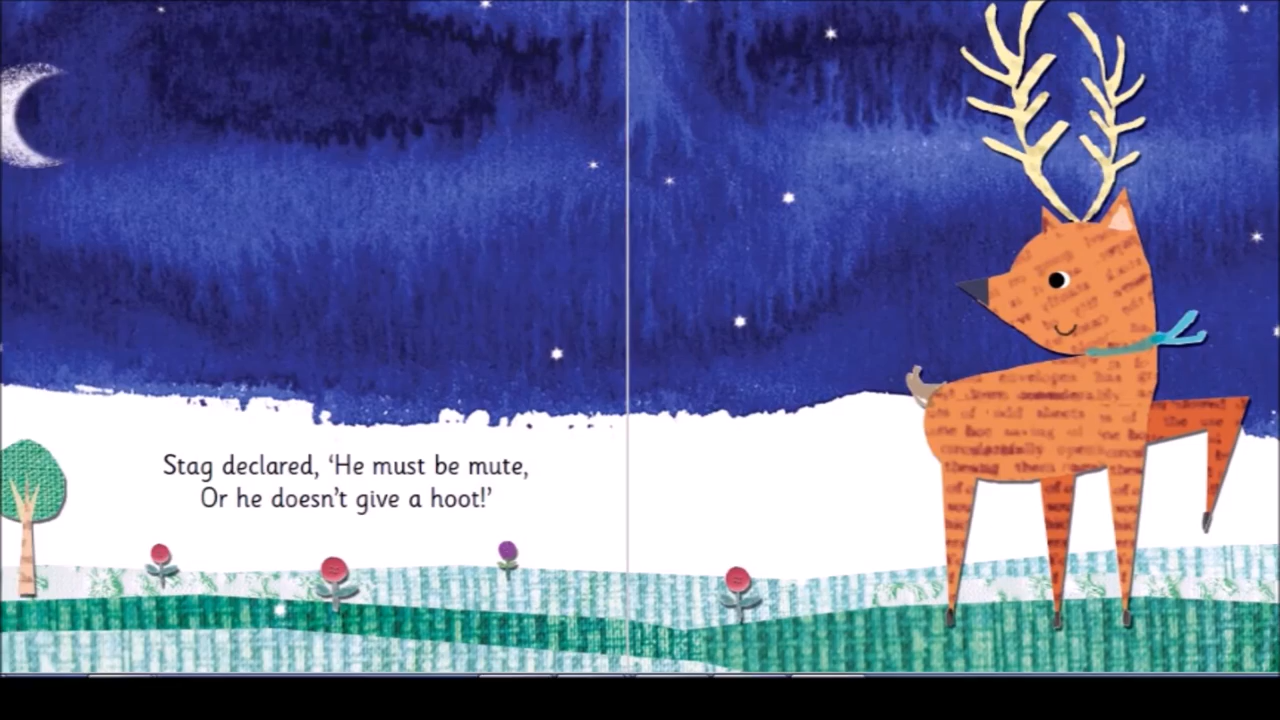 Stag declared, ‘He must be mute,
Or he doesn’t give a hoot!’